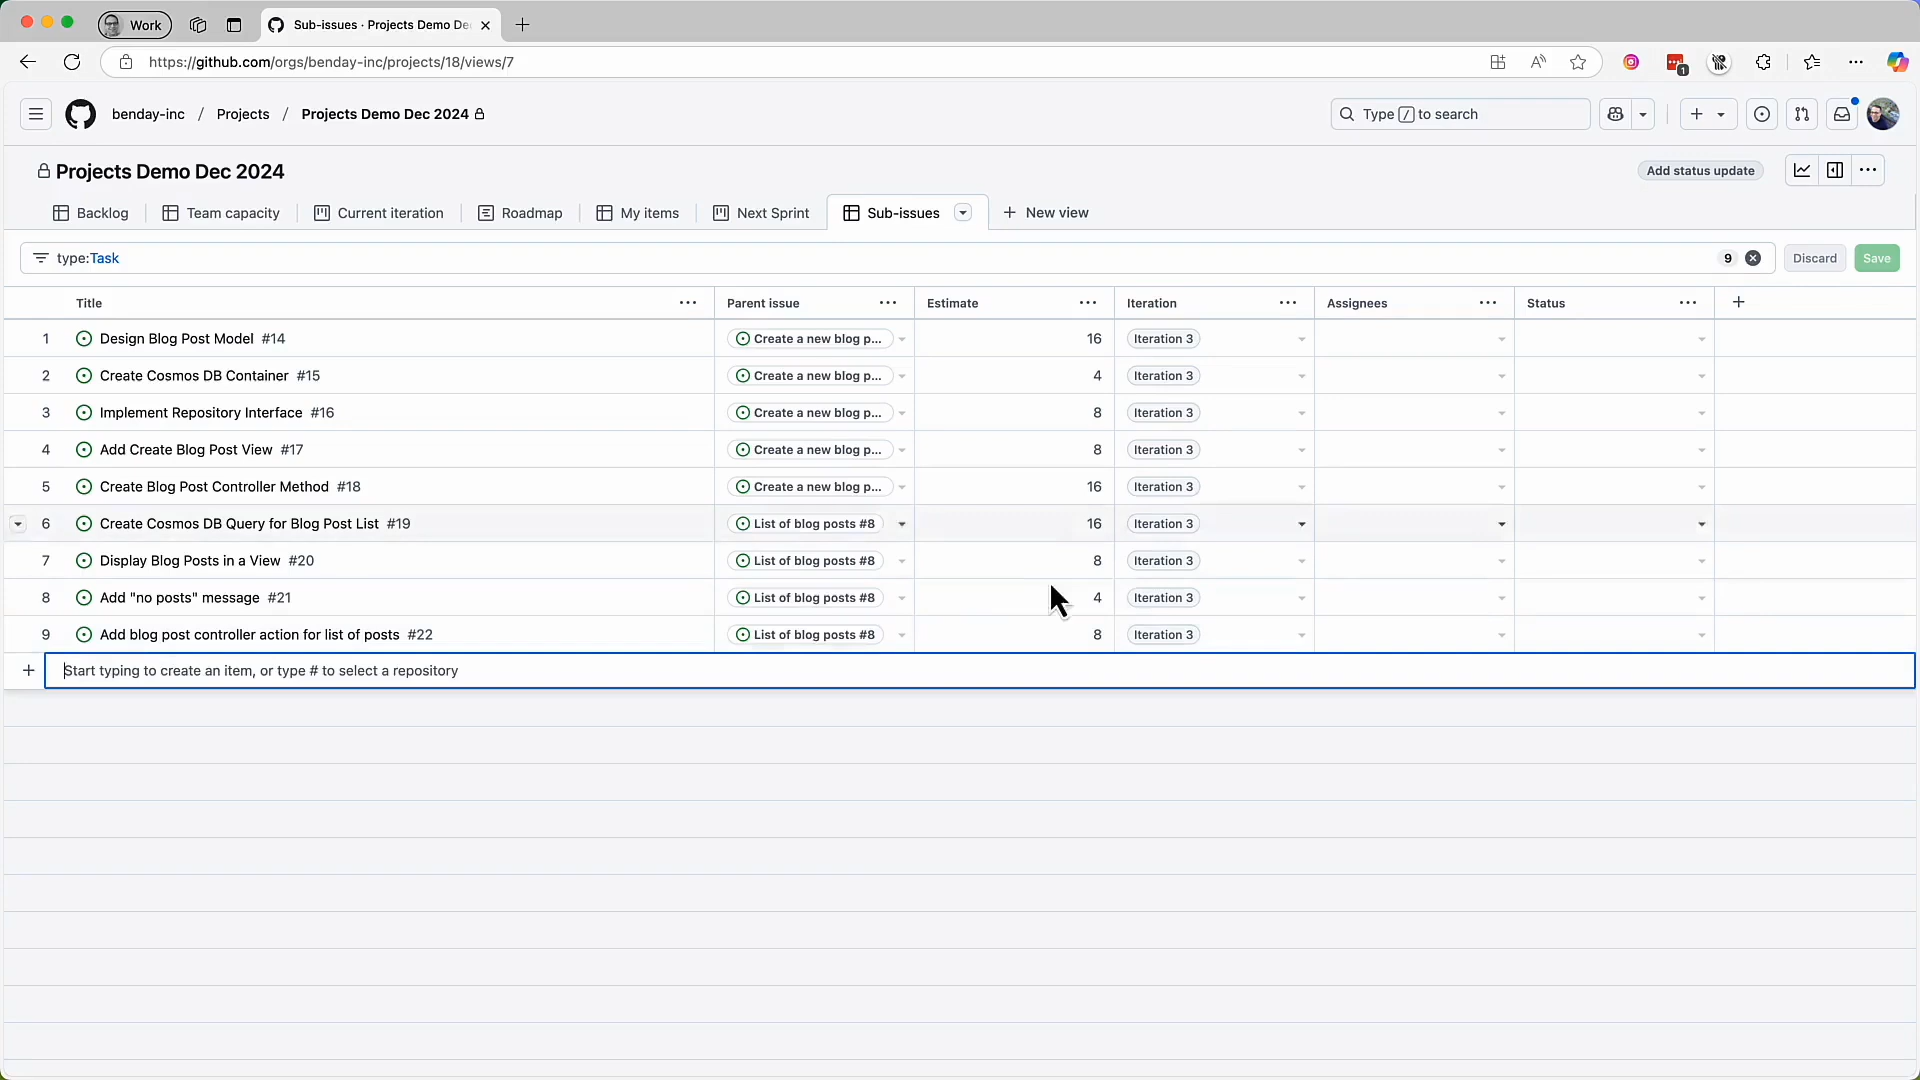 Work
Sub-issues · Projects Demo De
https://github.com/orgs/benday-inc/projects/18/views/7
1
benday-inc / Projects / Projects Demo Dec 2024
Type / to search
Projects Demo Dec 2024
Add status update
Backlog
Team capacity
Current iteration
Roadmap
My items
Next Sprint
Sub-issues
New view
type:Task
9
Discard
Save
Title Parent issue Estimate Iteration Assignees Status
1 Design Blog Post Model #14 Create a new blog p... 16 Iteration 3
2 Create Cosmos DB Container #15 Create a new blog p... 4 Iteration 3
3 Implement Repository Interface #16 Create a new blog p... 8 Iteration 3
4 Add Create Blog Post View #17 Create a new blog p... 8 Iteration 3
5 Create Blog Post Controller Method #18 Create a new blog p... 16 Iteration 3
6 Create Cosmos DB Query for Blog Post List #19 List of blog posts #8 16 Iteration 3
7 Display Blog Posts in a View #20 List of blog posts #8 8 Iteration 3
8 Add "no posts" message #21 List of blog posts #8 4 Iteration 3
9 Add blog post controller action for list of posts #22 List of blog posts #8 8 Iteration 3
Start typing to create an item, or type # to select a repository